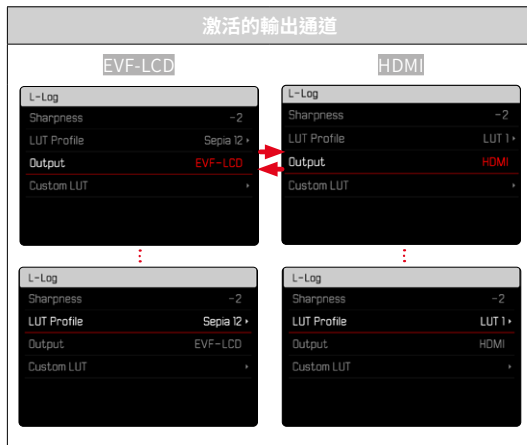 激活的輸出通道
EVF-LCD
HDMI
L-Log
Sharpness -2
LUT Profile Sepia 12
Output EVF-LCD
Custom LUT
L-Log
Sharpness -2
LUT Profile LUT 1
Output HDMI
Custom LUT
L-Log
Sharpness -2
LUT Profile Sepia 12
Output EVF-LCD
Custom LUT
L-Log
Sharpness -2
LUT Profile LUT 1
Output HDMI
Custom LUT